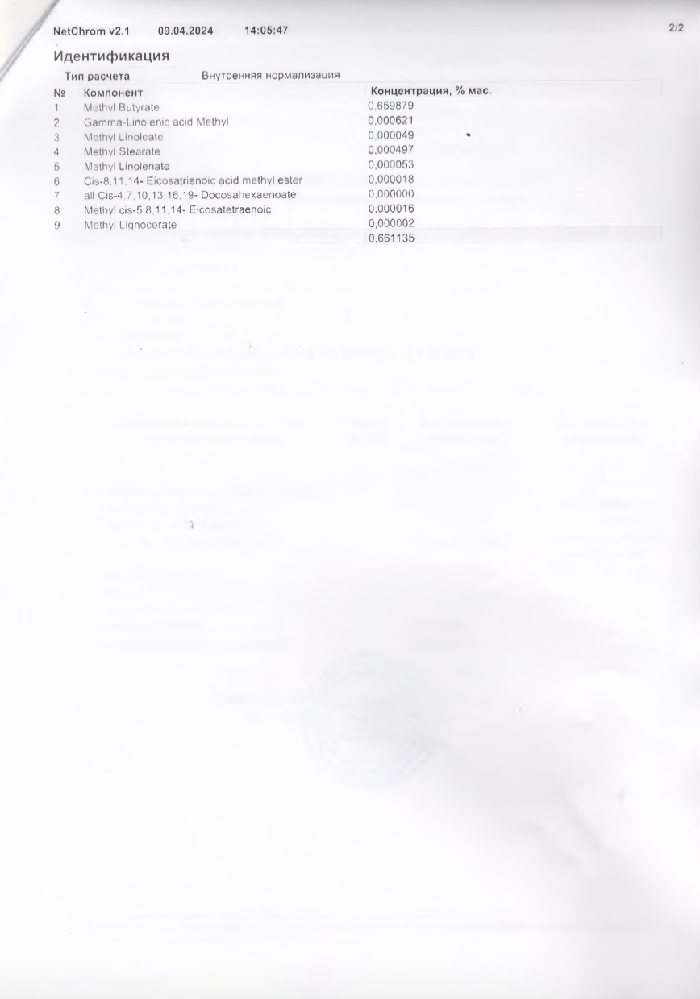 NetChrom v2.1 09.04.2024 14:05:47 2/2
Идентификация
Тип расчета Внутренняя нормализация
№ Компонент Концентрация, % мас.
1 Methyl Butyrate 0,659879
2 Gamma-Linolenic acid Methyl 0,000621
3 Methyl Linoleate 0,000049
4 Methyl Stearate 0,000497
5 Methyl Linolenate 0,000053
6 Cis-8,11,14- Eicosatrienoic acid methyl ester 0,000018
7 all Cis-4,7,10,13,16,19- Docosahexaenoate 0,000000
8 Methyl cis-5,8,11,14- Eicosatetraenoic 0,000016
9 Methyl Lignocerate 0,000002
0,661135